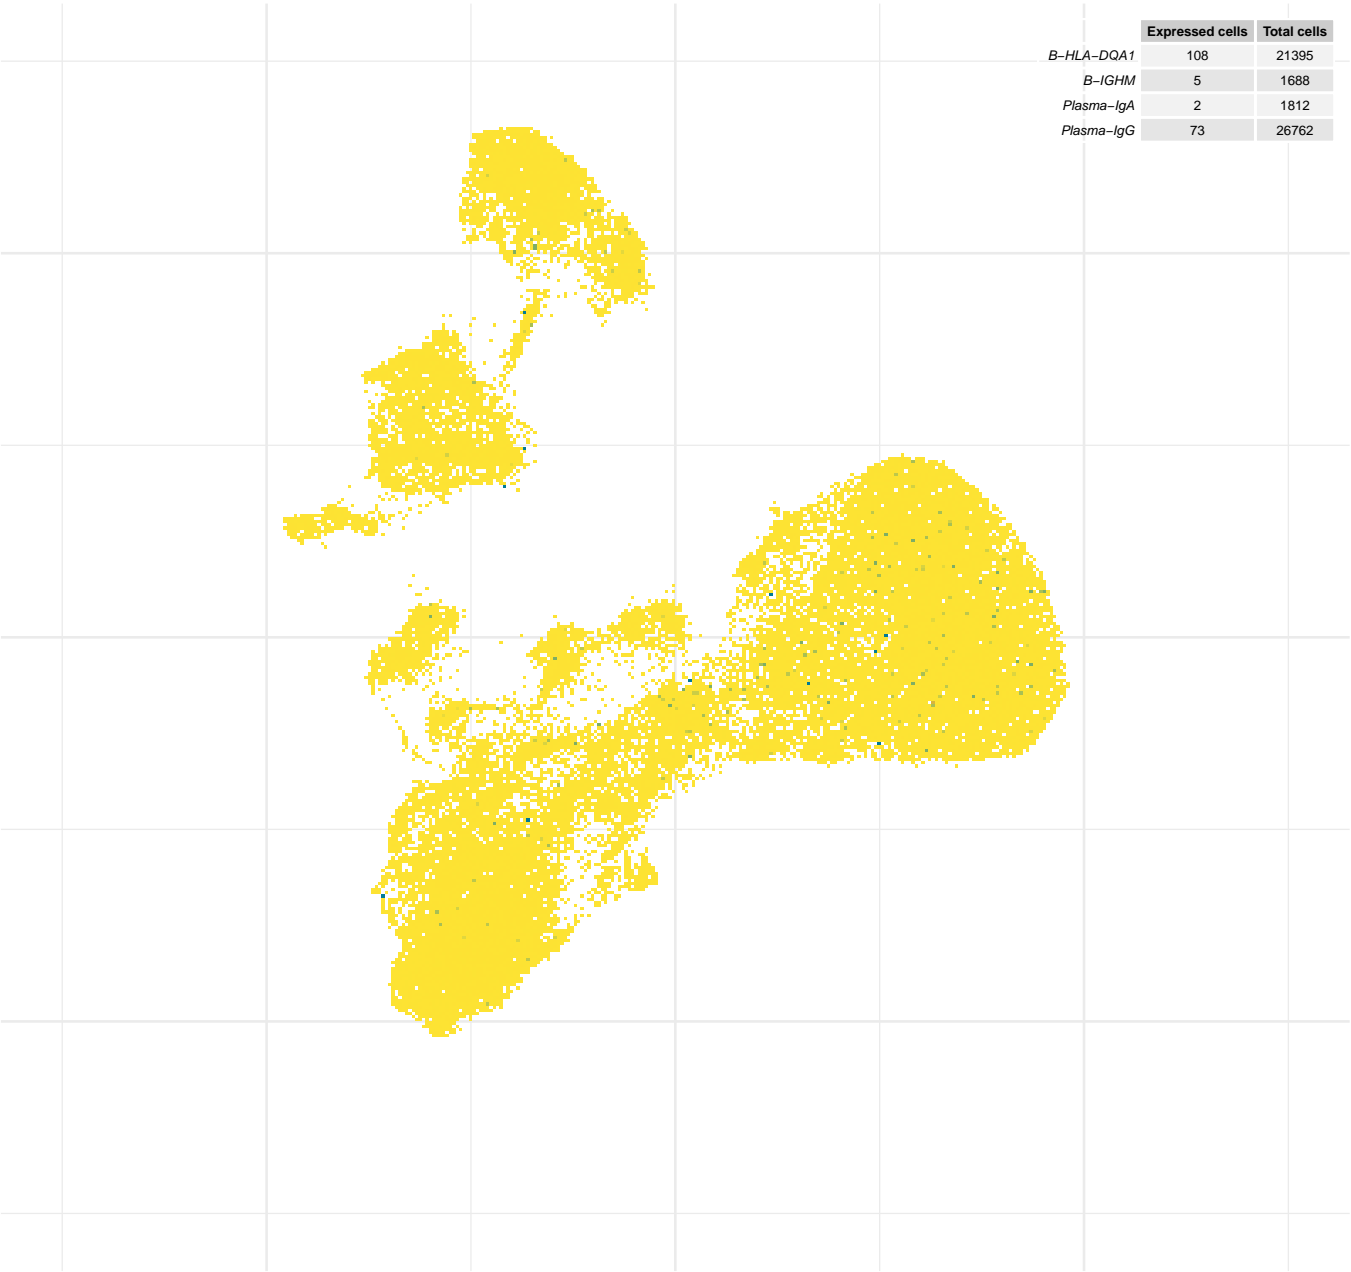 Expressed cells Total cells
B−HLA−DQA1 108 21395
B−IGHM 5 1688
Plasma−IgA 2 1812
Plasma−IgG 73 26762